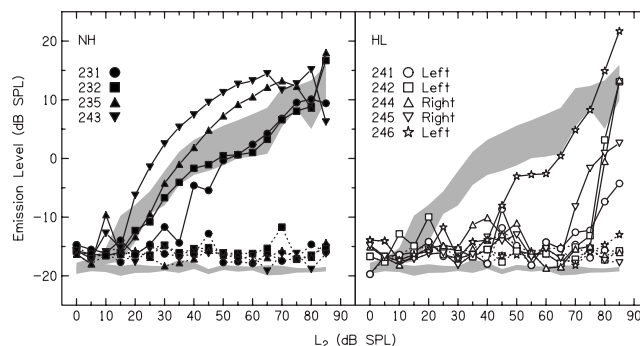 NH
231
232
235
243
HL
241 Left
242 Left
244 Right
245 Right
246 Left
Emission Level (dB SPL)
20
10
0
-10
-20
0 10 20 30 40 50 60 70 80 90
0 10 20 30 40 50 60 70 80 90
L₂ (dB SPL)